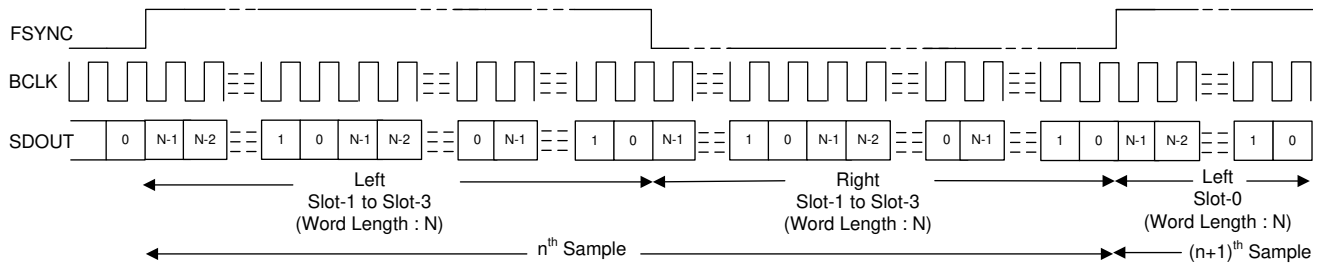 FSYNC
BCLK
SDOUT 0 N-1 N-2 1 0 N-1 N-2 0 N-1 1 0 N-1 1 0 N-1 N-2 0 N-1 1 0 N-1 N-2 1 0
Left
Slot-1 to Slot-3
(Word Length : N)
Right
Slot-1 to Slot-3
(Word Length : N)
Left
Slot-0
(Word Length : N)
nth Sample
(n+1)th Sample